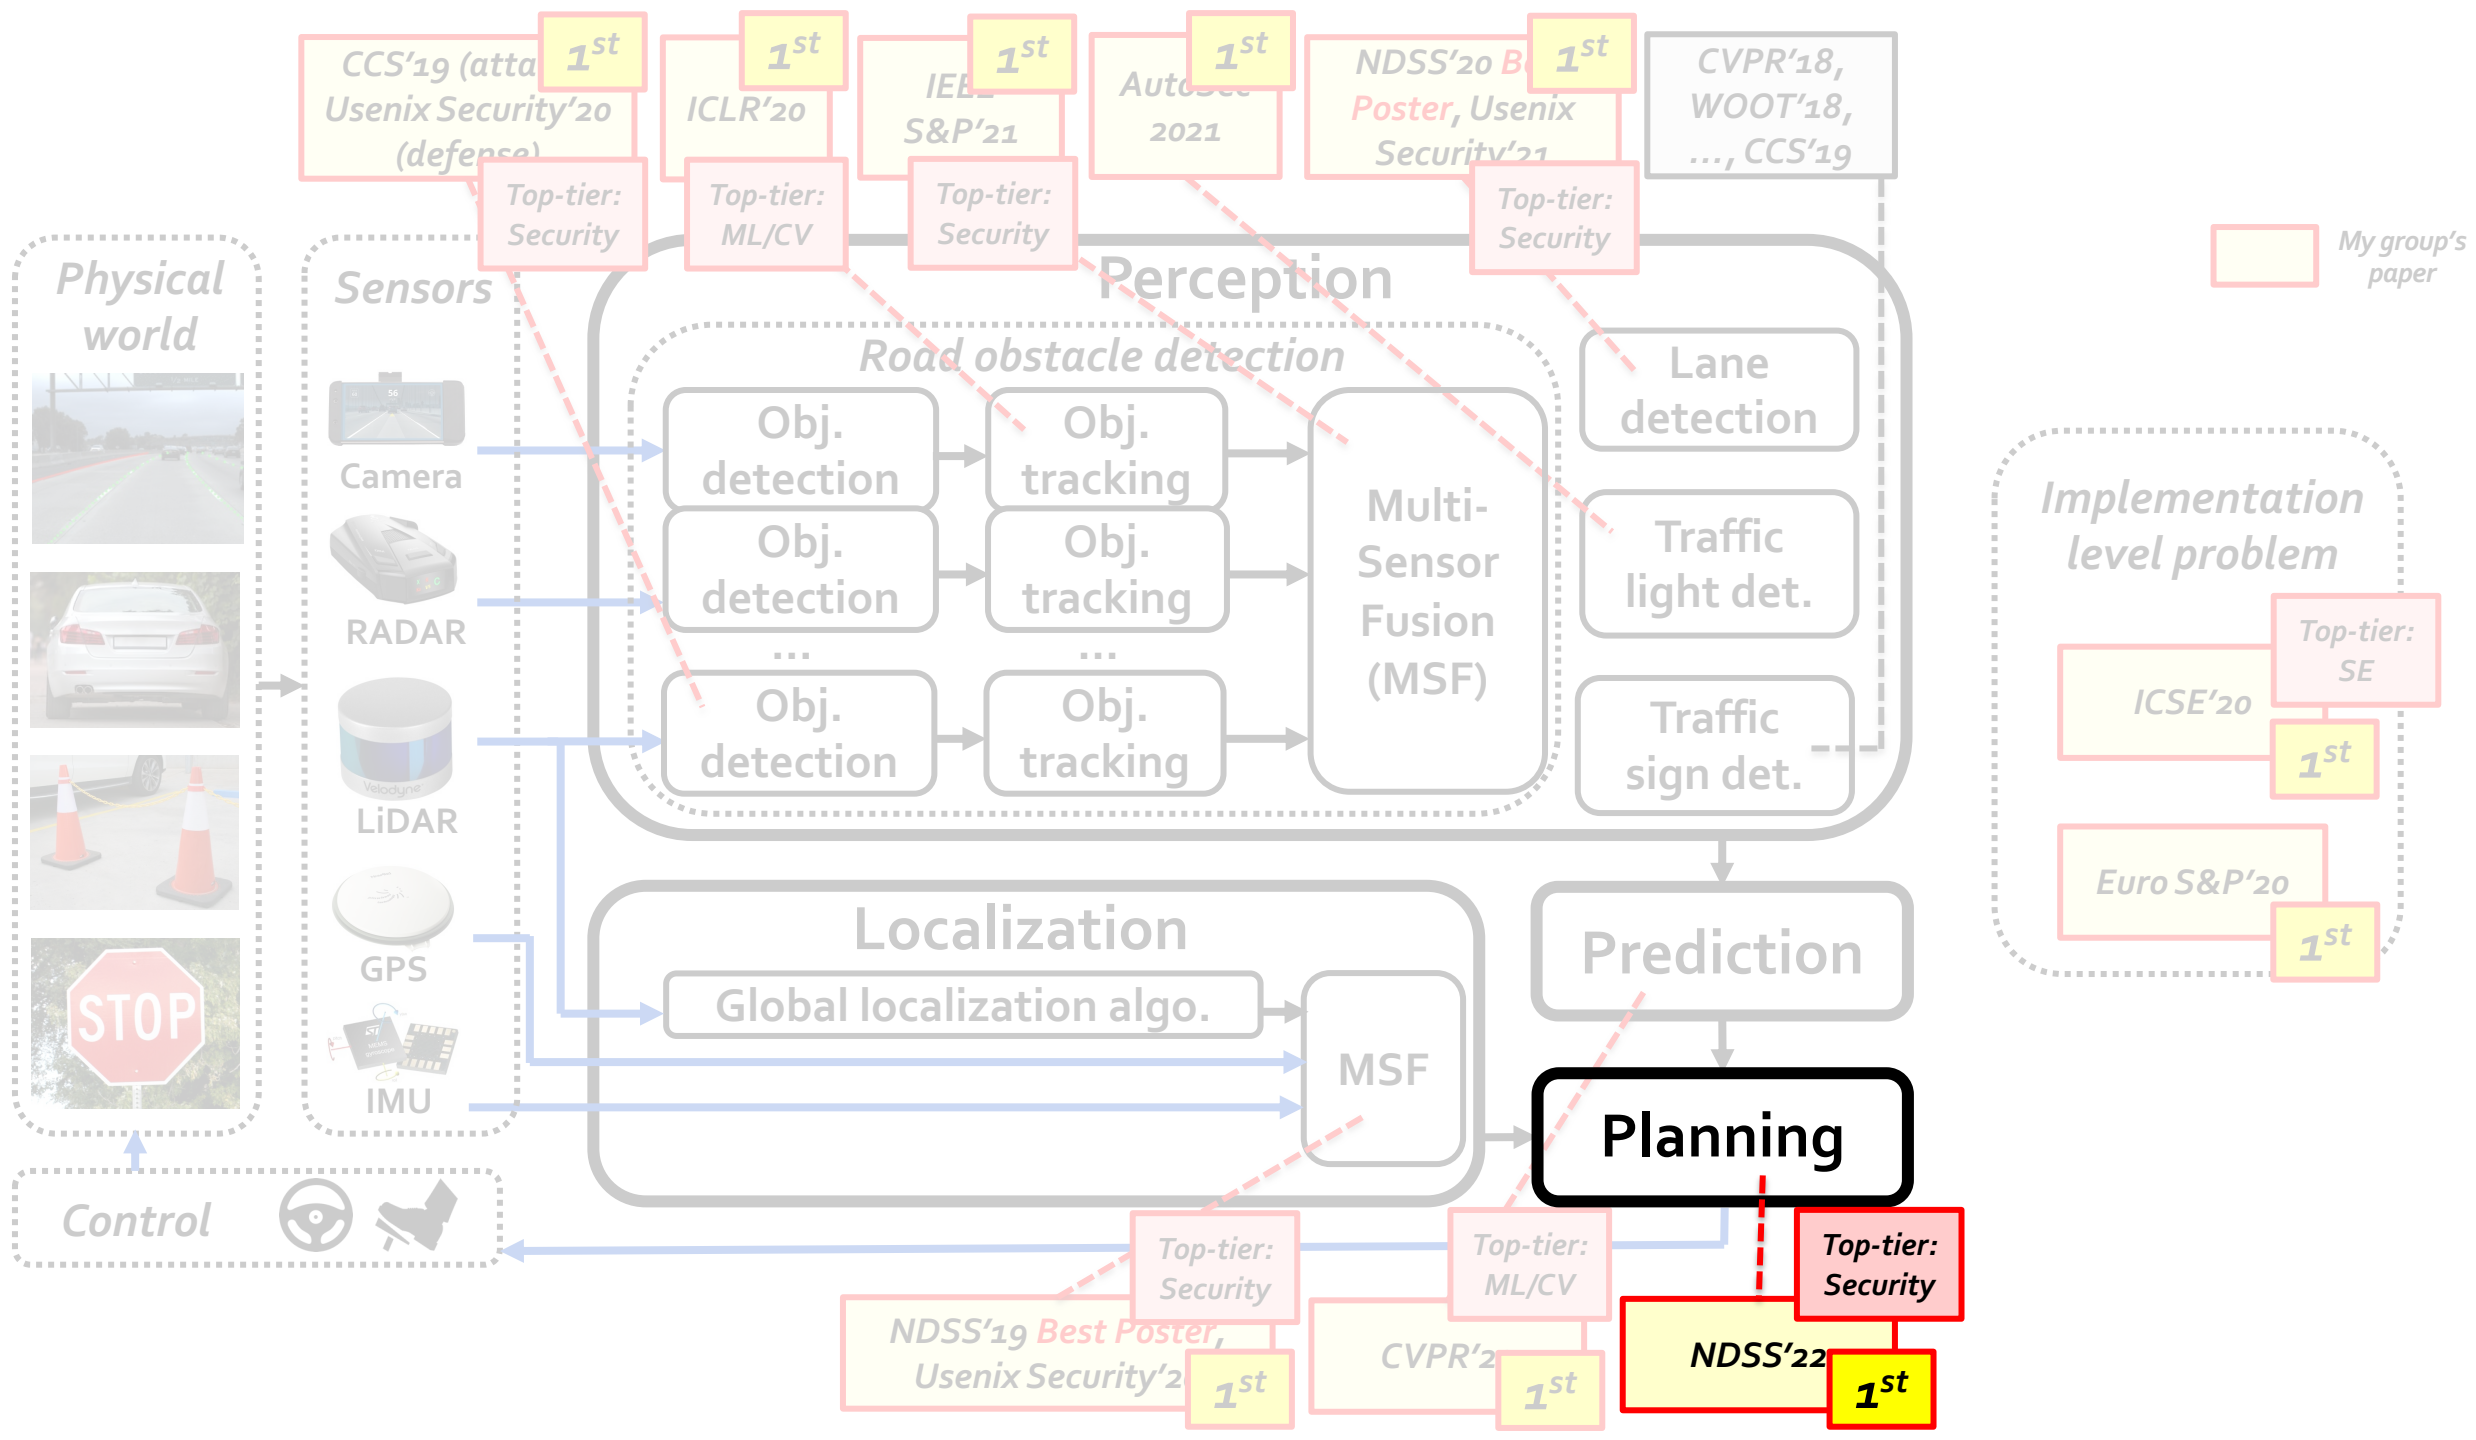 CCS'19 (atta
1st
Usenix Security'20
(defense)
Top-tier:
Security
1st
ICLR'20
Top-tier:
ML/CV
1st
IEEE
S&P'21
Top-tier:
Security
1st
AutoSec
2021
NDSS'20 B
1st
Poster, Usenix
Security'21
Top-tier:
Security
CVPR'18,
WOOT'18,
..., CCS'19
My group's
paper
Physical
world
Sensors
Camera
RADAR
Velodyne
LiDAR
GPS
IMU
STOP
Control
Perception
Road obstacle detection
Obj.
detection
Obj.
tracking
Obj.
detection
Obj.
tracking
...
...
Obj.
detection
Obj.
tracking
Multi-
Sensor
Fusion
(MSF)
Lane
detection
Traffic
light det.
Traffic
sign det.
Implementation
level problem
Top-tier:
SE
ICSE'20
1st
Euro S&P'20
1st
Localization
Global localization algo.
MSF
Prediction
Planning
Top-tier:
Security
NDSS'19 Best Poster,
Usenix Security'2
1st
Top-tier:
ML/CV
CVPR'2
1st
Top-tier:
Security
NDSS'22
1st